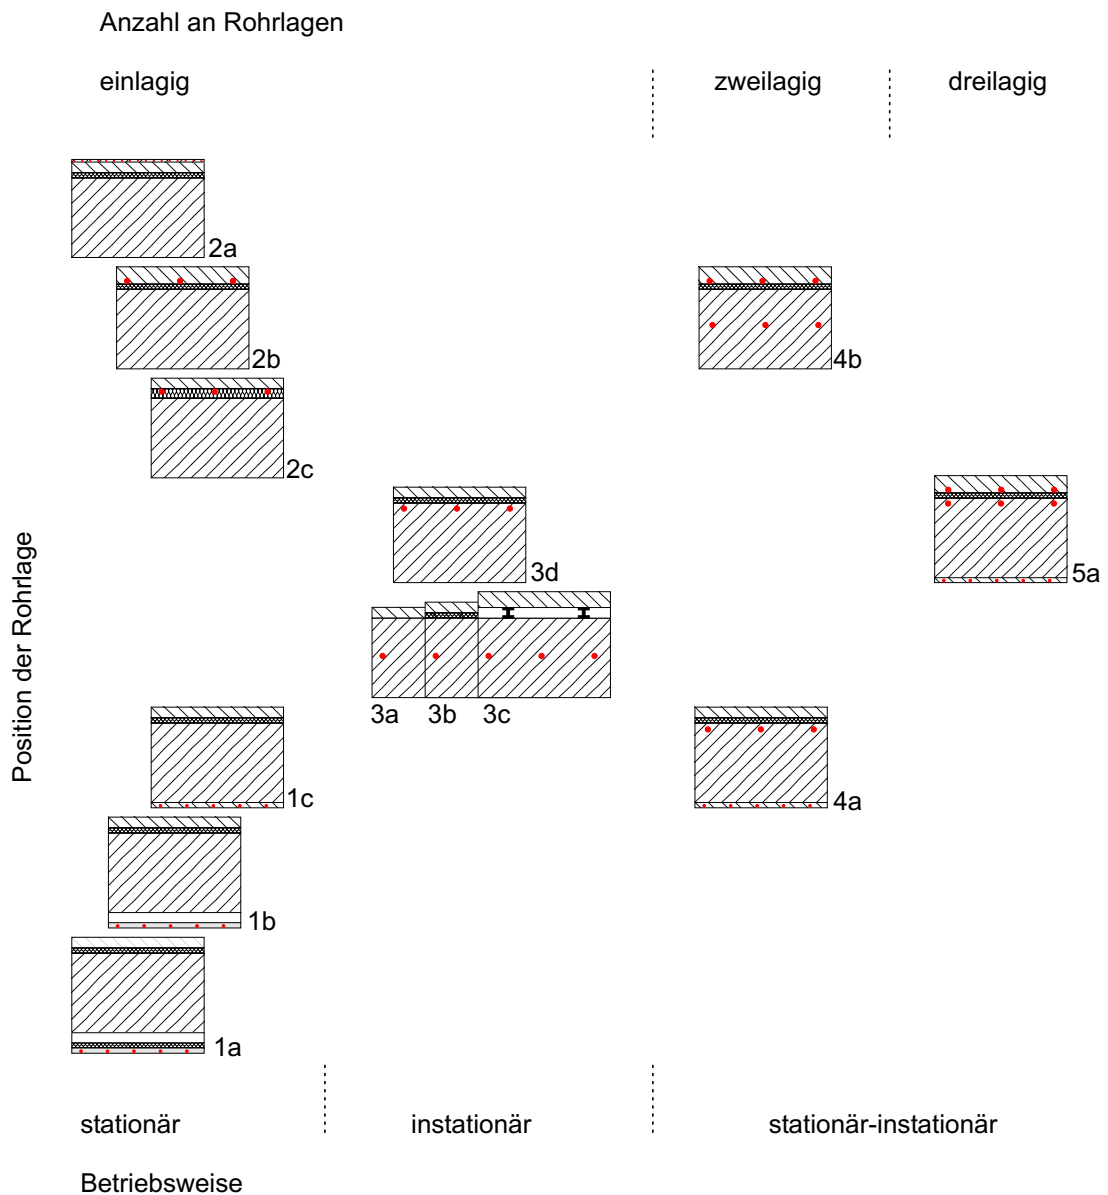 Anzahl an Rohrlagen
einlagig zweilagig dreilagig
2a
2b
4b
2c
3d
5a
Position der Rohrlage
3a 3b 3c
1c
4a
1b
1a
stationär instationär stationär-instationär
Betriebsweise